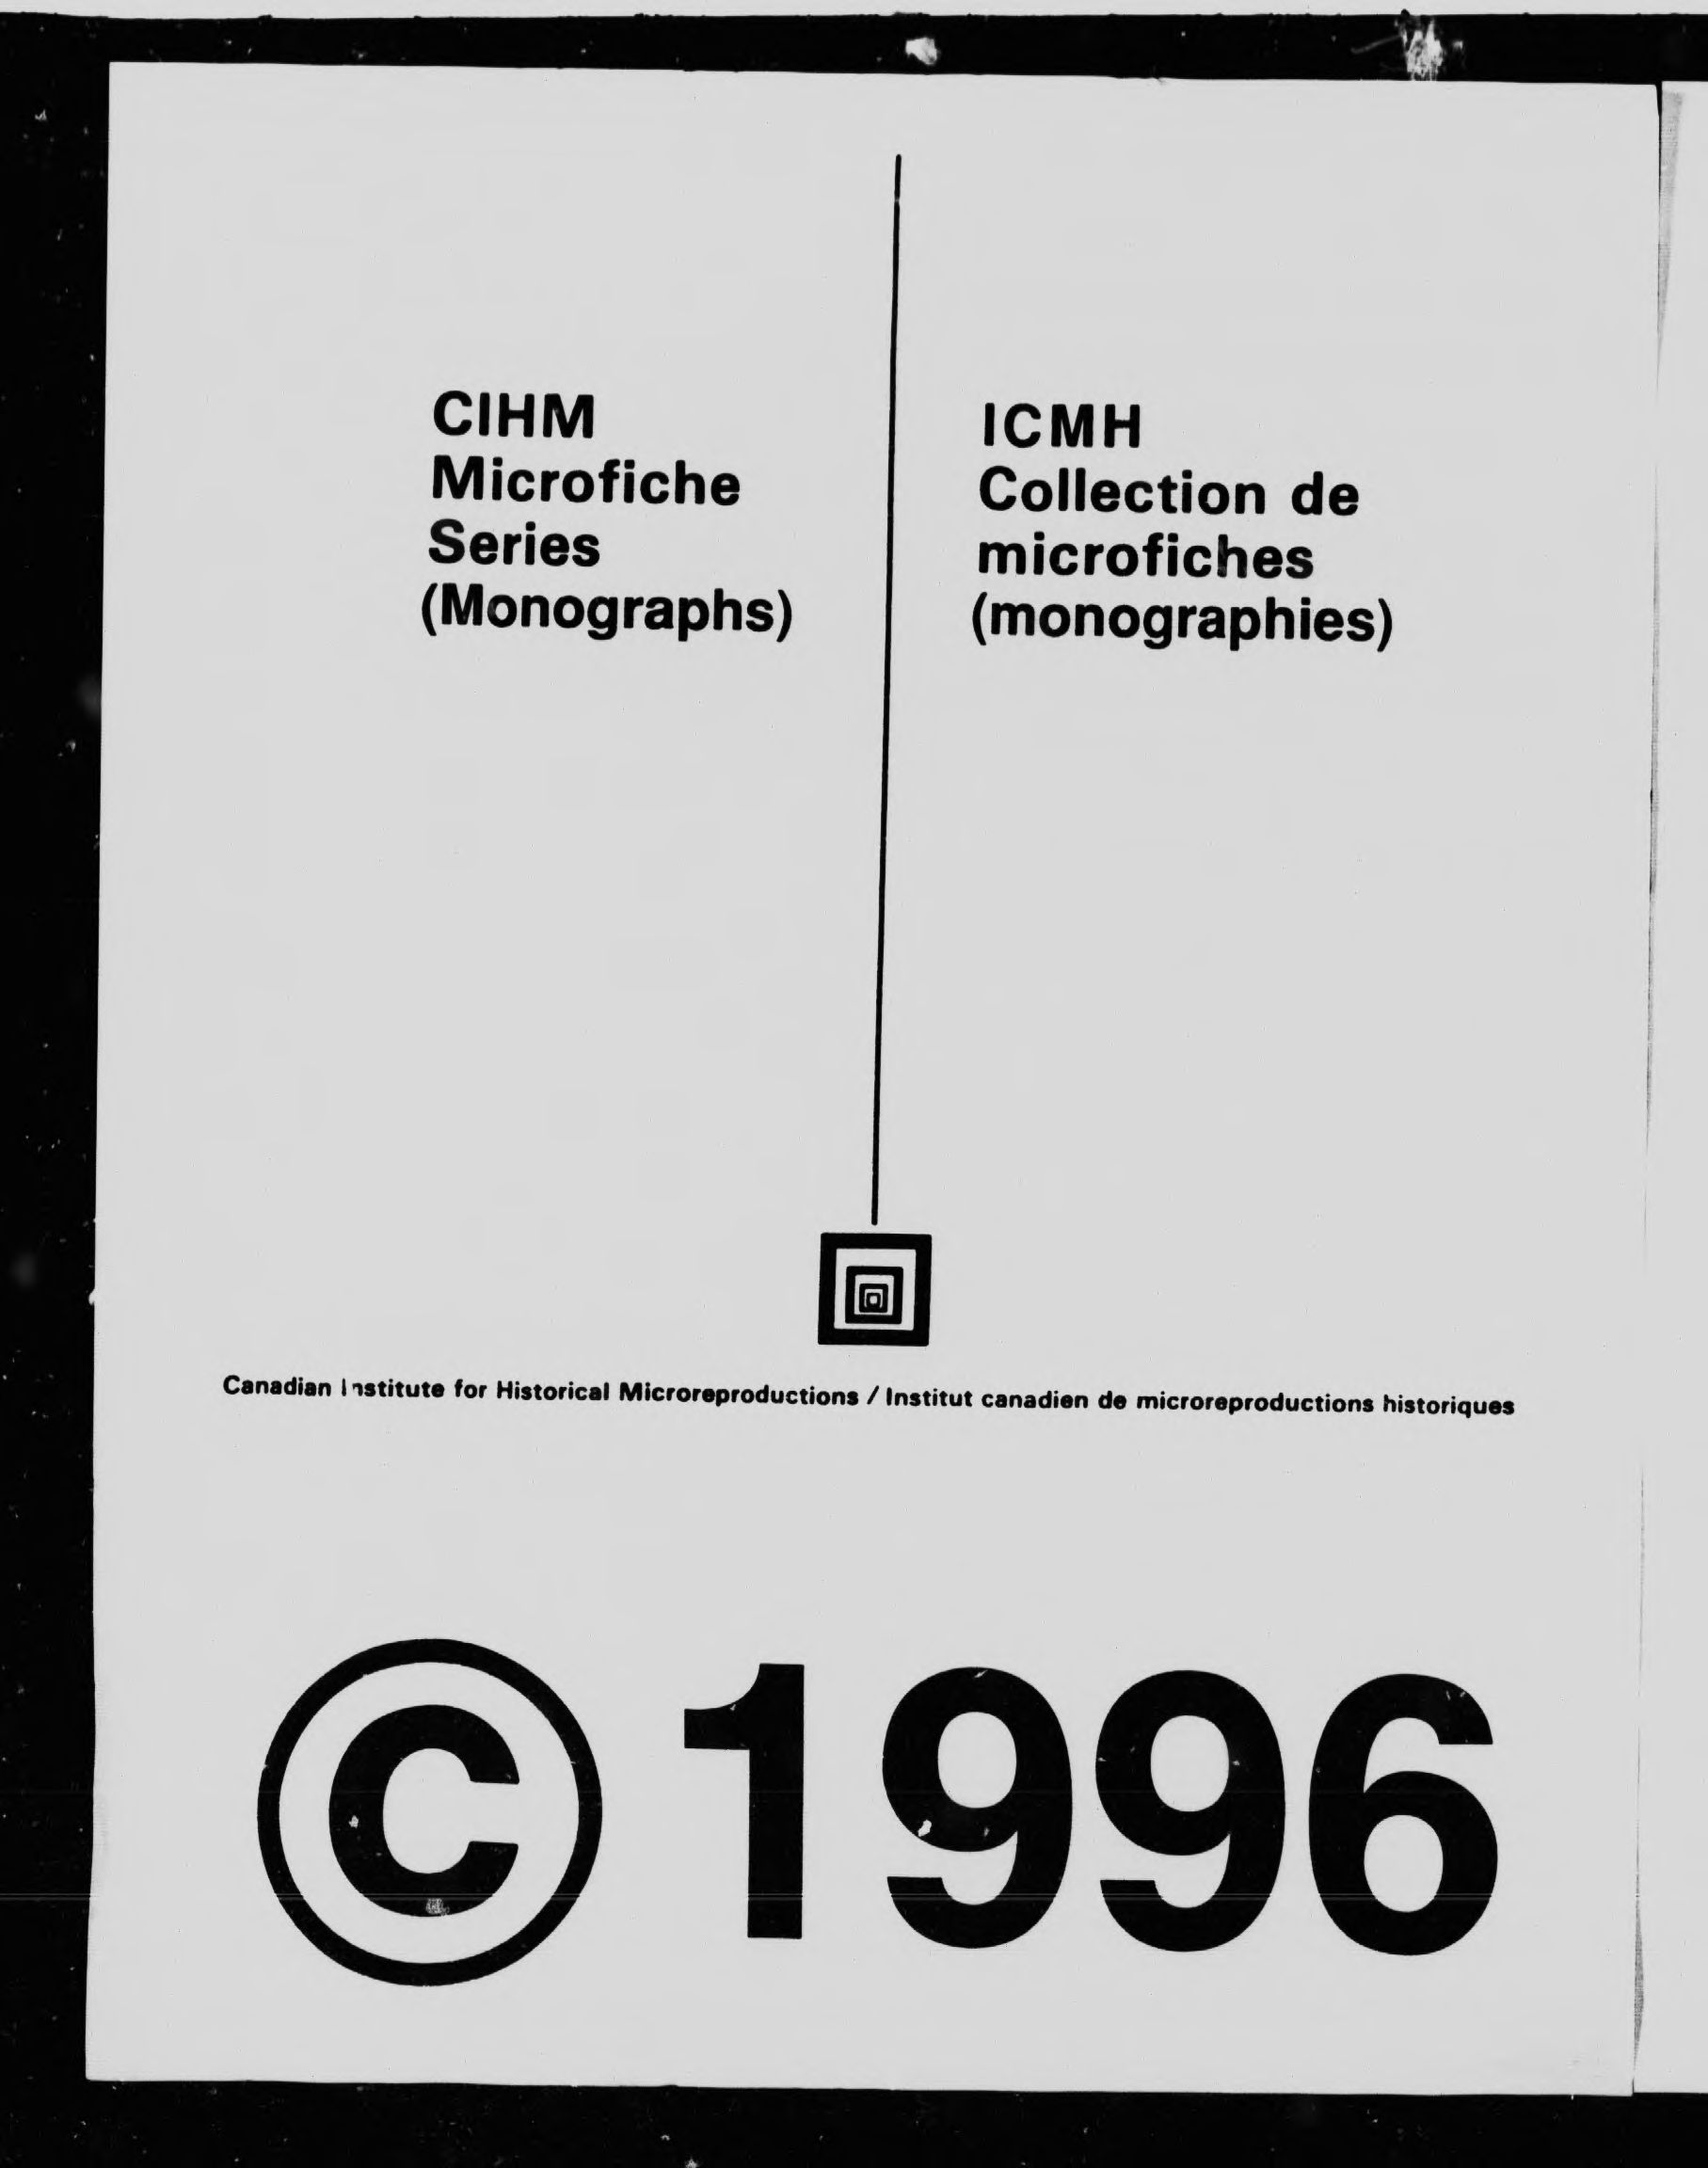 CIHM
Microfiche
Series
(Monographs)
ICMH
Collection de
microfiches
(monographies)
Canadian Institute for Historical Microreproductions / Institut canadien de microreproductions historiques
© 1996